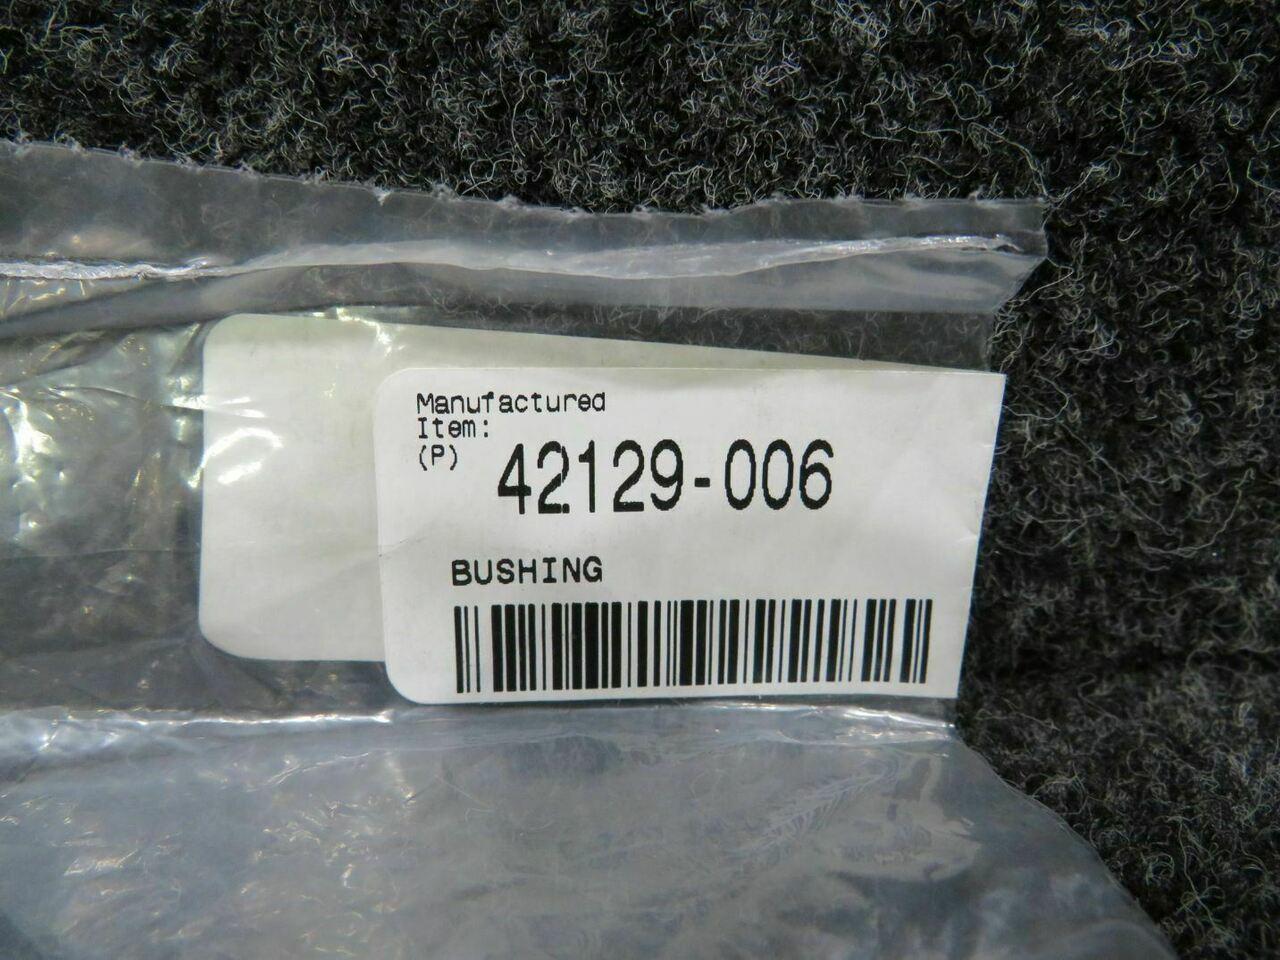 Manufactured
Item:
(P) 42129-006
BUSHING